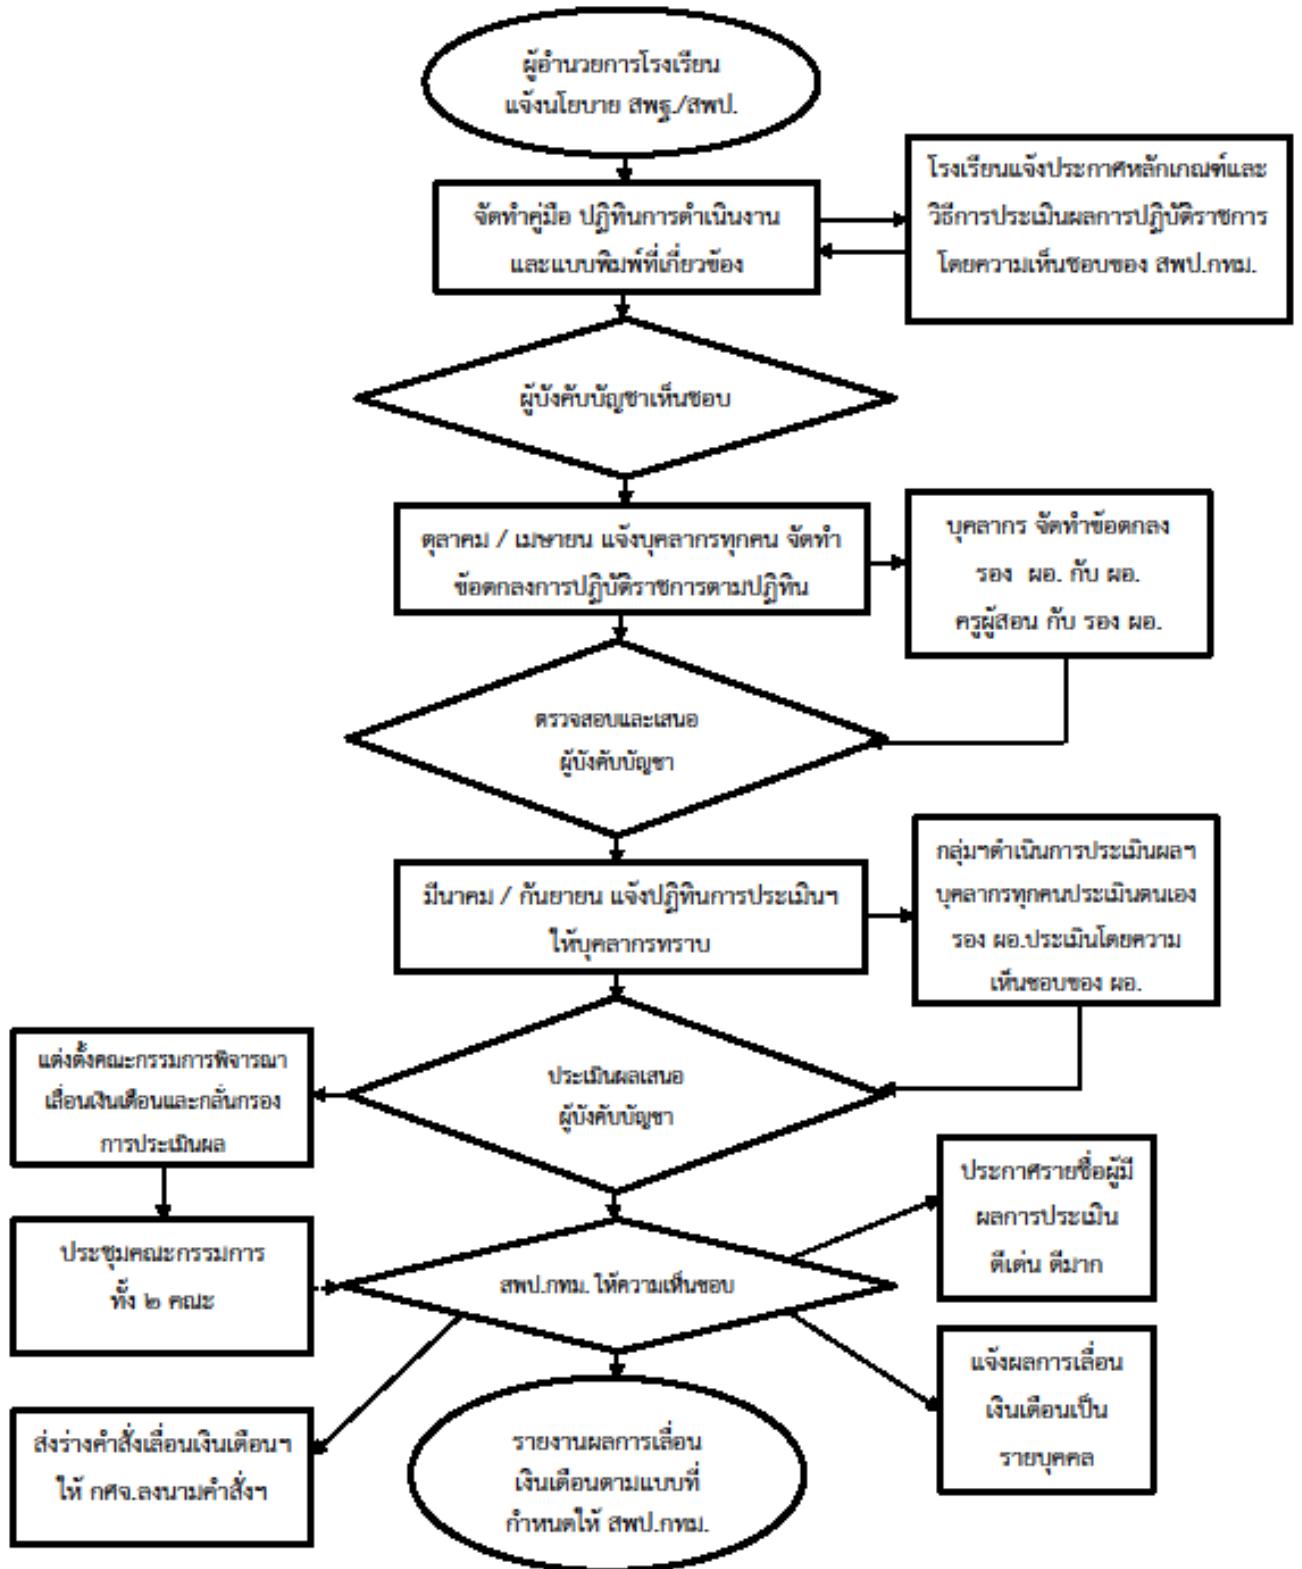 ผู้อำนวยการโรงเรียน
แจ้งนโยบาย สพฐ./สพป.
จัดทำคู่มือ ปฏิทินการดำเนินงาน
และแบบพิมพ์ที่เกี่ยวข้อง
โรงเรียนแจ้งประกาศหลักเกณฑ์และ
วิธีการประเมินผลการปฏิบัติราชการ
โดยความเห็นชอบของ สพป.กทม.
ผู้บังคับบัญชาเห็นชอบ
ตุลาคม / เมษายน แจ้งบุคลากรทุกคน จัดทำ
ข้อตกลงการปฏิบัติราชการตามปฏิทิน
บุคลากร จัดทำข้อตกลง
รอง ผอ. กับ ผอ.
ครูผู้สอน กับ รอง ผอ.
ตรวจสอบและเสนอ
ผู้บังคับบัญชา
มีนาคม / กันยายน แจ้งปฏิทินการประเมินฯ
ให้บุคลากรทราบ
กลุ่มฯดำเนินการประเมินผลฯ
บุคลากรทุกคนประเมินตนเอง
รอง ผอ.ประเมินโดยความ
เห็นชอบของ ผอ.
ประเมินผลเสนอ
ผู้บังคับบัญชา
แต่งตั้งคณะกรรมการพิจารณา
เลื่อนเงินเดือนและกลั่นกรอง
การประเมินผล
ประชุมคณะกรรมการ
ทั้ง ๒ คณะ
สพป.กทม. ให้ความเห็นชอบ
ประกาศรายชื่อผู้มี
ผลการประเมิน
ดีเด่น ดีมาก
แจ้งผลการเลื่อน
เงินเดือนเป็น
รายบุคคล
ส่งร่างคำสั่งเลื่อนเงินเดือนฯ
ให้ กศจ.ลงนามคำสั่งฯ
รายงานผลการเลื่อน
เงินเดือนตามแบบที่
กำหนดให้ สพป.กทม.